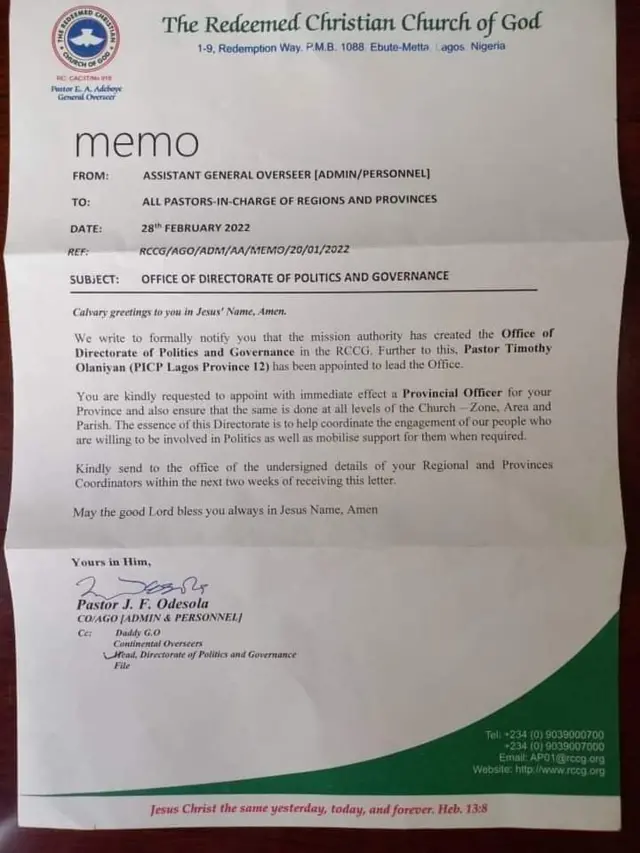 THE REDEEMED CHRISTIAN
CHURCH OF GOD
The Redeemed Christian Church of God
1-9, Redemption Way. P.M.B. 1088 Ebute-Metta Lagos Nigeria
Pastor E. A. Adeboye
General Overseer
memo
FROM: ASSISTANT GENERAL OVERSEER [ADMIN/PERSONNEL]
TO: ALL PASTORS-IN-CHARGE OF REGIONS AND PROVINCES
DATE: 28th FEBRUARY 2022
REF: RCCG/AGO/ADM/AA/MEMO/20/01/2022
SUBJECT: OFFICE OF DIRECTORATE OF POLITICS AND GOVERNANCE
Calvary greetings to you in Jesus' Name, Amen.
We write to formally notify you that the mission authority has created the Office of
Directorate of Politics and Governance in the RCCG. Further to this, Pastor Timothy
Olaniyan (PICP Lagos Province 12) has been appointed to lead the Office.
You are kindly requested to appoint with immediate effect a Provincial Officer for your
Province and also ensure that the same is done at all levels of the Church – Zone, Area and
Parish. The essence of this Directorate is to help coordinate the engagement of our people who
are willing to be involved in Politics as well as mobilise support for them when required.
Kindly send to the office of the undersigned details of your Regional and Provinces
Coordinators within the next two weeks of receiving this letter.
May the good Lord bless you always in Jesus Name, Amen
Yours in Him,
Pastor J. F. Odesola
CO/AGO [ADMIN & PERSONNEL]
Cc: Daddy G.O
Continental Overseers
Head, Directorate of Politics and Governance
File
Tel: +234 (0) 9039000700
+234 (0) 9039007000
Email: AP01@rccg.org
Website: http://www.rccg.org
Jesus Christ the same yesterday, today, and forever. Heb. 13:8